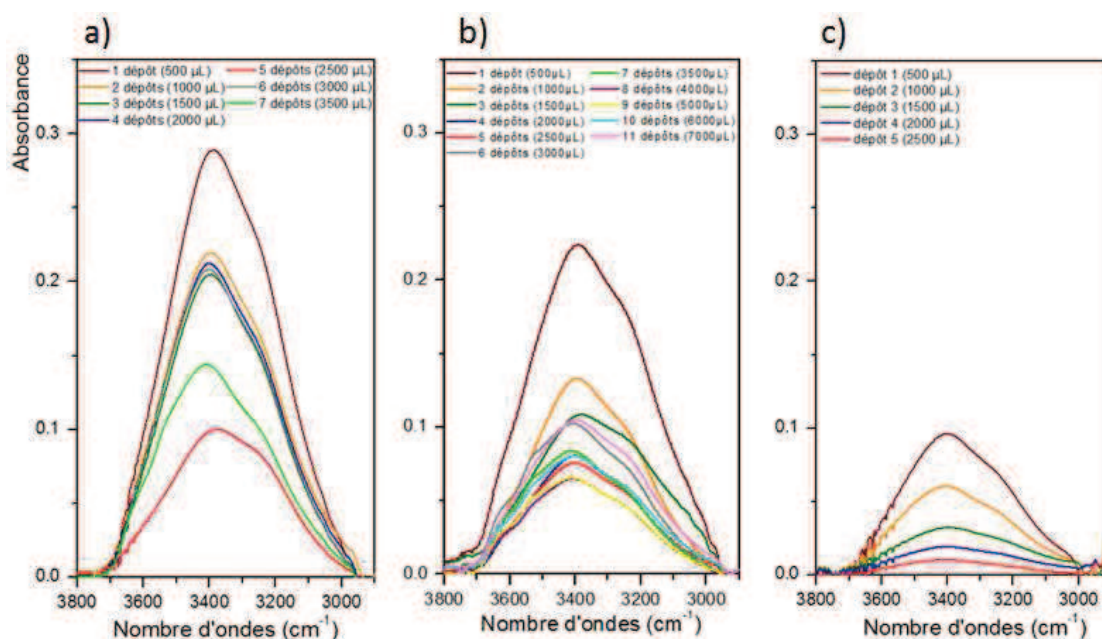 a)
1 dépôt (500 µL)
2 dépôts (1000 µL)
3 dépôts (1500 µL)
4 dépôts (2000 µL)
5 dépôts (2500 µL)
6 dépôts (3000 µL)
7 dépôts (3500 µL)
Absorbance
0.3
0.2
0.1
0.0
3800
3600
3400
3200
3000
Nombre d'ondes (cm⁻¹)
b)
1 dépôt (500µL)
2 dépôts (1000µL)
3 dépôts (1500µL)
4 dépôts (2000µL)
5 dépôts (2500µL)
6 dépôts (3000µL)
7 dépôts (3500µL)
8 dépôts (4000µL)
9 dépôts (5000µL)
10 dépôts (6000µL)
11 dépôts (7000µL)
0.3
0.2
0.1
0.0
3800
3600
3400
3200
3000
Nombre d'ondes (cm⁻¹)
c)
dépôt 1 (500 µL)
dépôt 2 (1000 µL)
dépôt 3 (1500 µL)
dépôt 4 (2000 µL)
dépôt 5 (2500 µL)
0.3
0.2
0.1
0.0
3800
3600
3400
3200
3000
Nombre d'ondes (cm⁻¹)